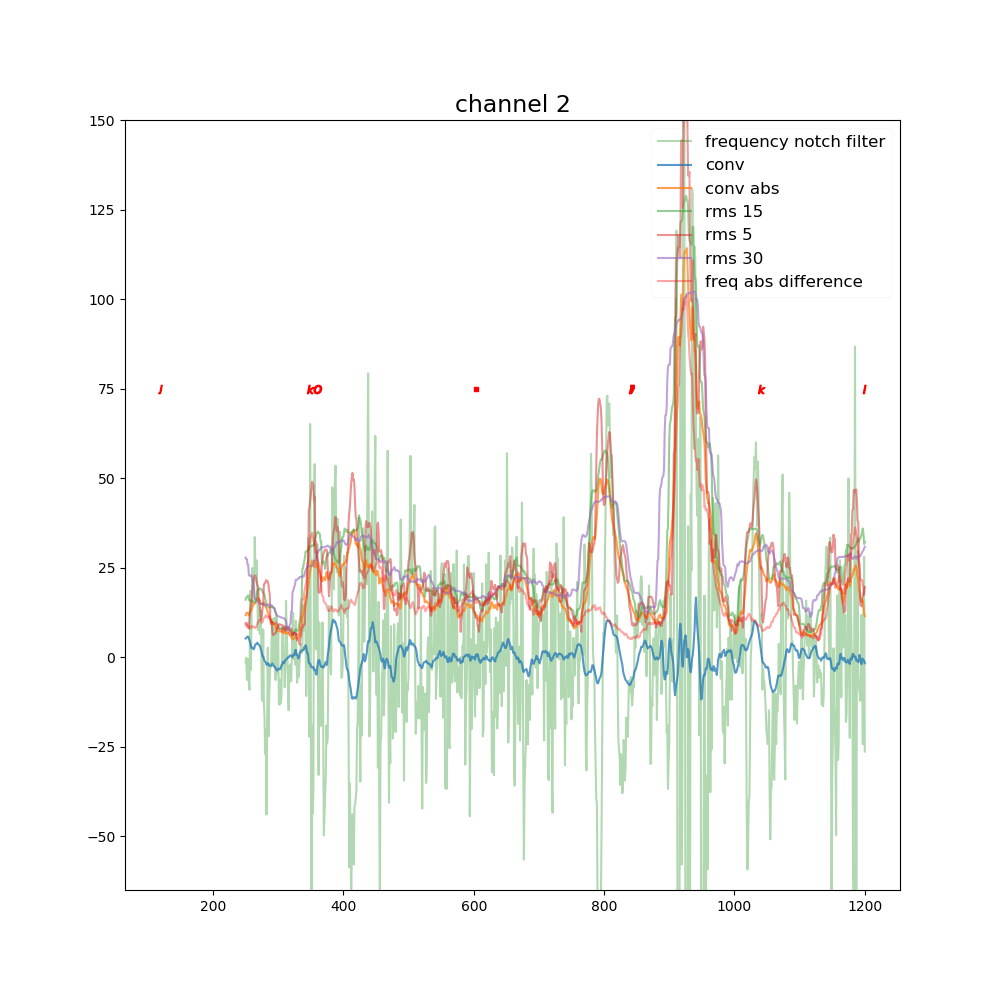 channel 2
150
125
100
75
50
25
0
−25
−50
frequency notch filter
conv
conv abs
rms 15
rms 5
rms 30
freq abs difference
k
l
200
400
600
800
1000
1200